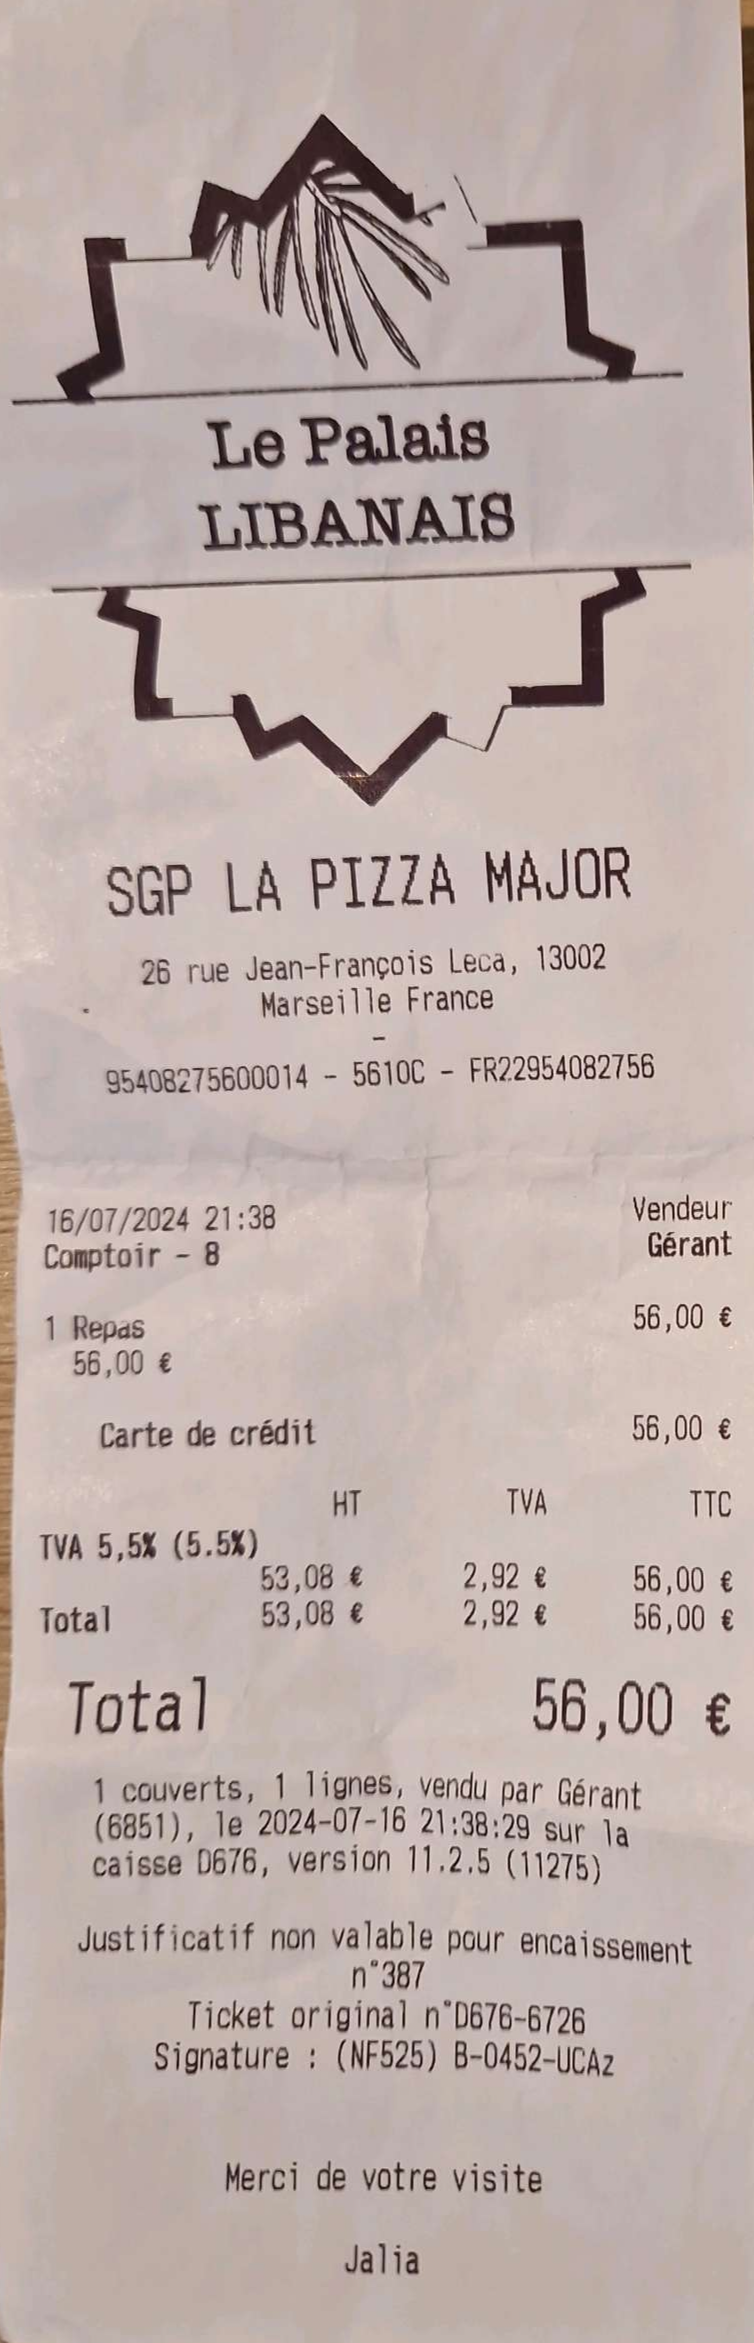 Le Palais
LIBANAIS
SGP LA PIZZA MAJOR
26 rue Jean-François Leca, 13002
Marseille France
-
95408275600014 - 5610C - FR22954082756
16/07/2024 21:38 Vendeur
Comptoir - 8 Gérant
1 Repas 56,00 €
56,00 €
Carte de crédit 56,00 €
HT TVA TTC
TVA 5,5% (5.5%)
53,08 € 2,92 € 56,00 €
Total 53,08 € 2,92 € 56,00 €
Total 56,00 €
1 couverts, 1 lignes, vendu par Gérant
(6851), le 2024-07-16 21:38:29 sur la
caisse D676, version 11.2.5 (11275)
Justificatif non valable pour encaissement
n°387
Ticket original n°D676-6726
Signature : (NF525) B-0452-UCAz
Merci de votre visite
Jalia